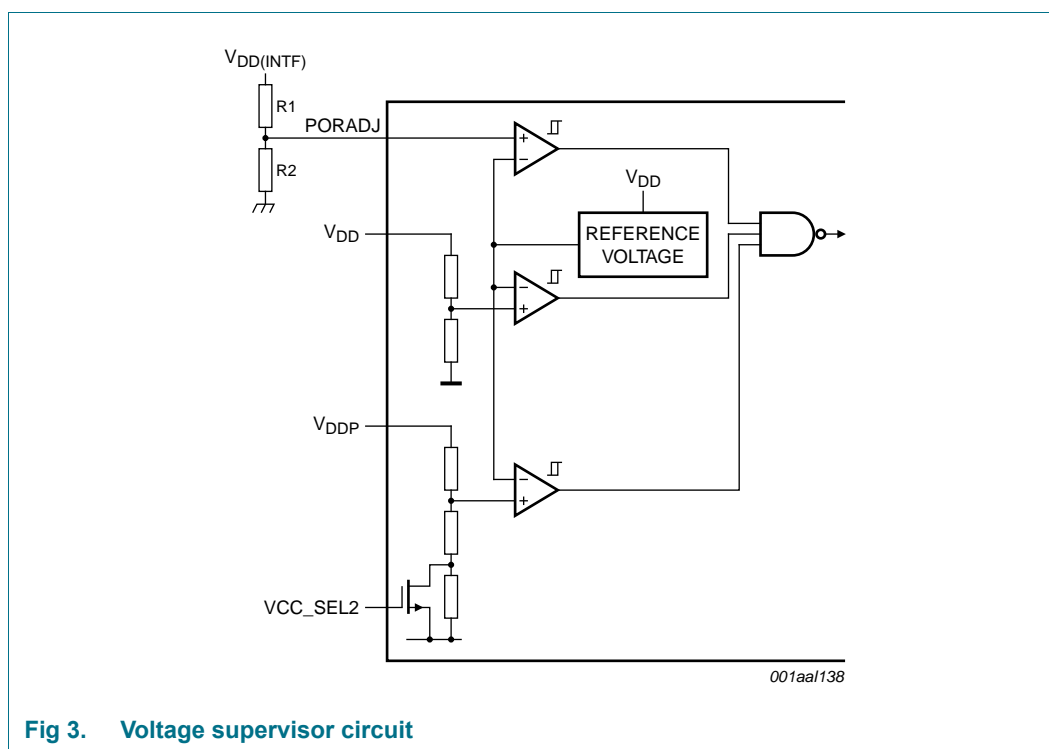 VDD(INTF)
R1
PORADJ
R2
+
−
VDD
REFERENCE
VOLTAGE
VDD
−
+
VDDP
−
+
VCC_SEL2
001aal138
Fig 3. Voltage supervisor circuit